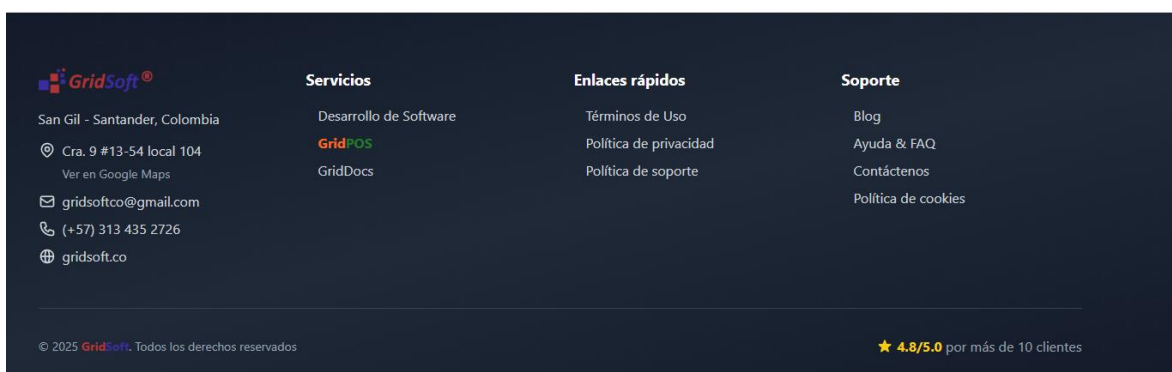 GridSoft®
San Gil - Santander, Colombia
Cra. 9 #13-54 local 104
Ver en Google Maps
gridsoftco@gmail.com
(+57) 313 435 2726
gridsoft.co
Servicios
Desarrollo de Software
GridPOS
GridDocs
Enlaces rápidos
Términos de Uso
Política de privacidad
Política de soporte
Soporte
Blog
Ayuda & FAQ
Contáctenos
Política de cookies
© 2025 GridSoft. Todos los derechos reservados
4.8/5.0 por más de 10 clientes